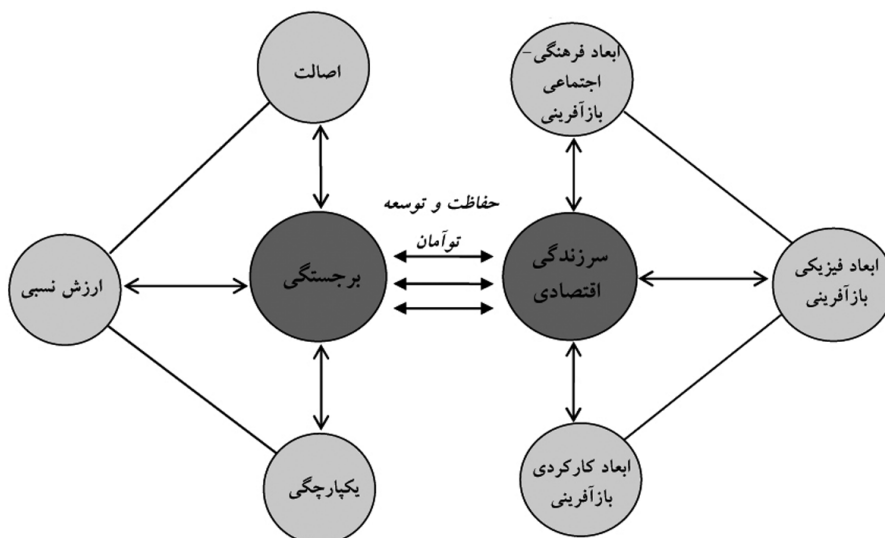 ابعاد فرهنگی-
اجتماعی
بازآفرینی
اصالت
حفاظت و توسعه
توآمان
سرزندگی
اقتصادی
برجستگی
ابعاد فیزیکی
بازآفرینی
ارزش نسبی
ابعاد کارکردی
بازآفرینی
یکپارچگی